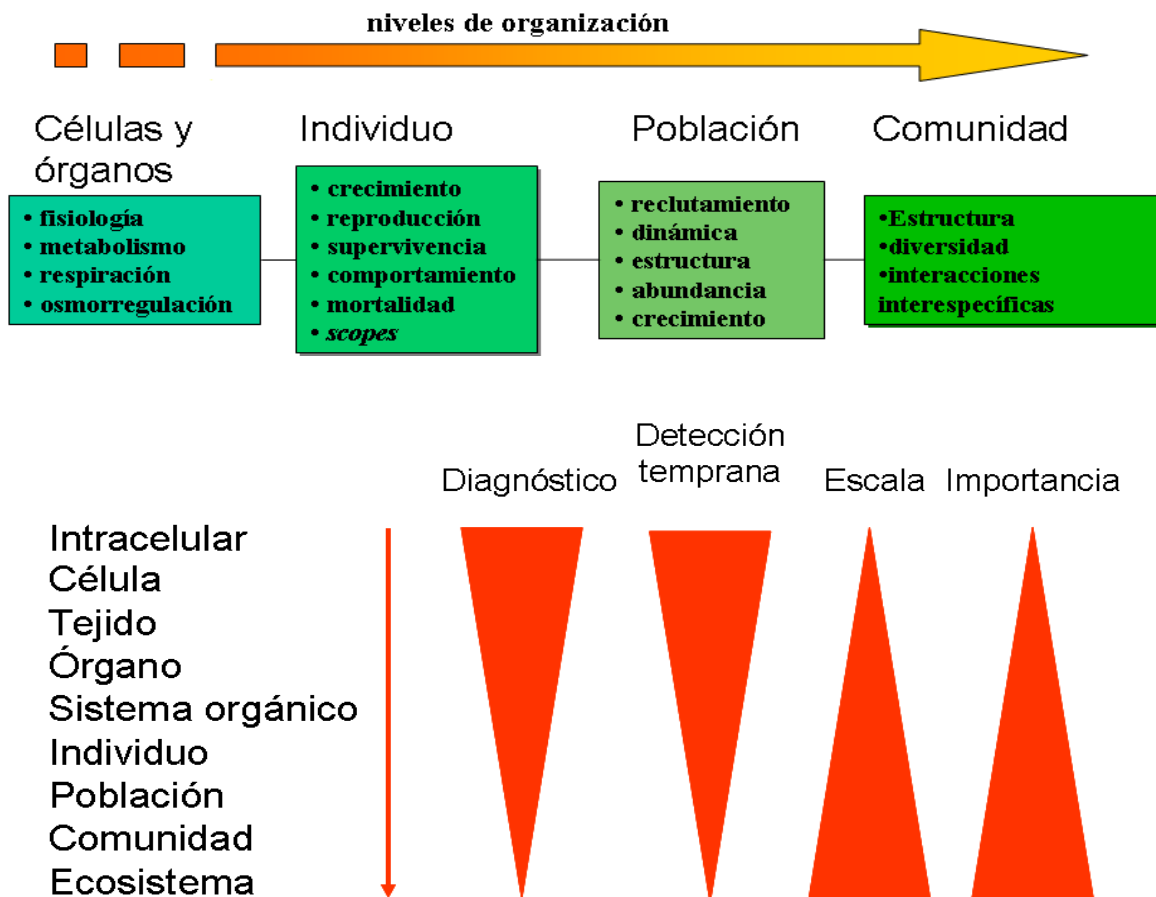 niveles de organización
Células y
órganos
• fisiología
• metabolismo
• respiración
• osmorregulación
Individuo
• crecimiento
• reproducción
• supervivencia
• comportamiento
• mortalidad
• scopes
Población
• reclutamiento
• dinámica
• estructura
• abundancia
• crecimiento
Comunidad
•Estructura
•diversidad
•interacciones
interespecíficas
Diagnóstico
Detección
temprana
Escala
Importancia
Intracelular
Célula
Tejido
Órgano
Sistema orgánico
Individuo
Población
Comunidad
Ecosistema